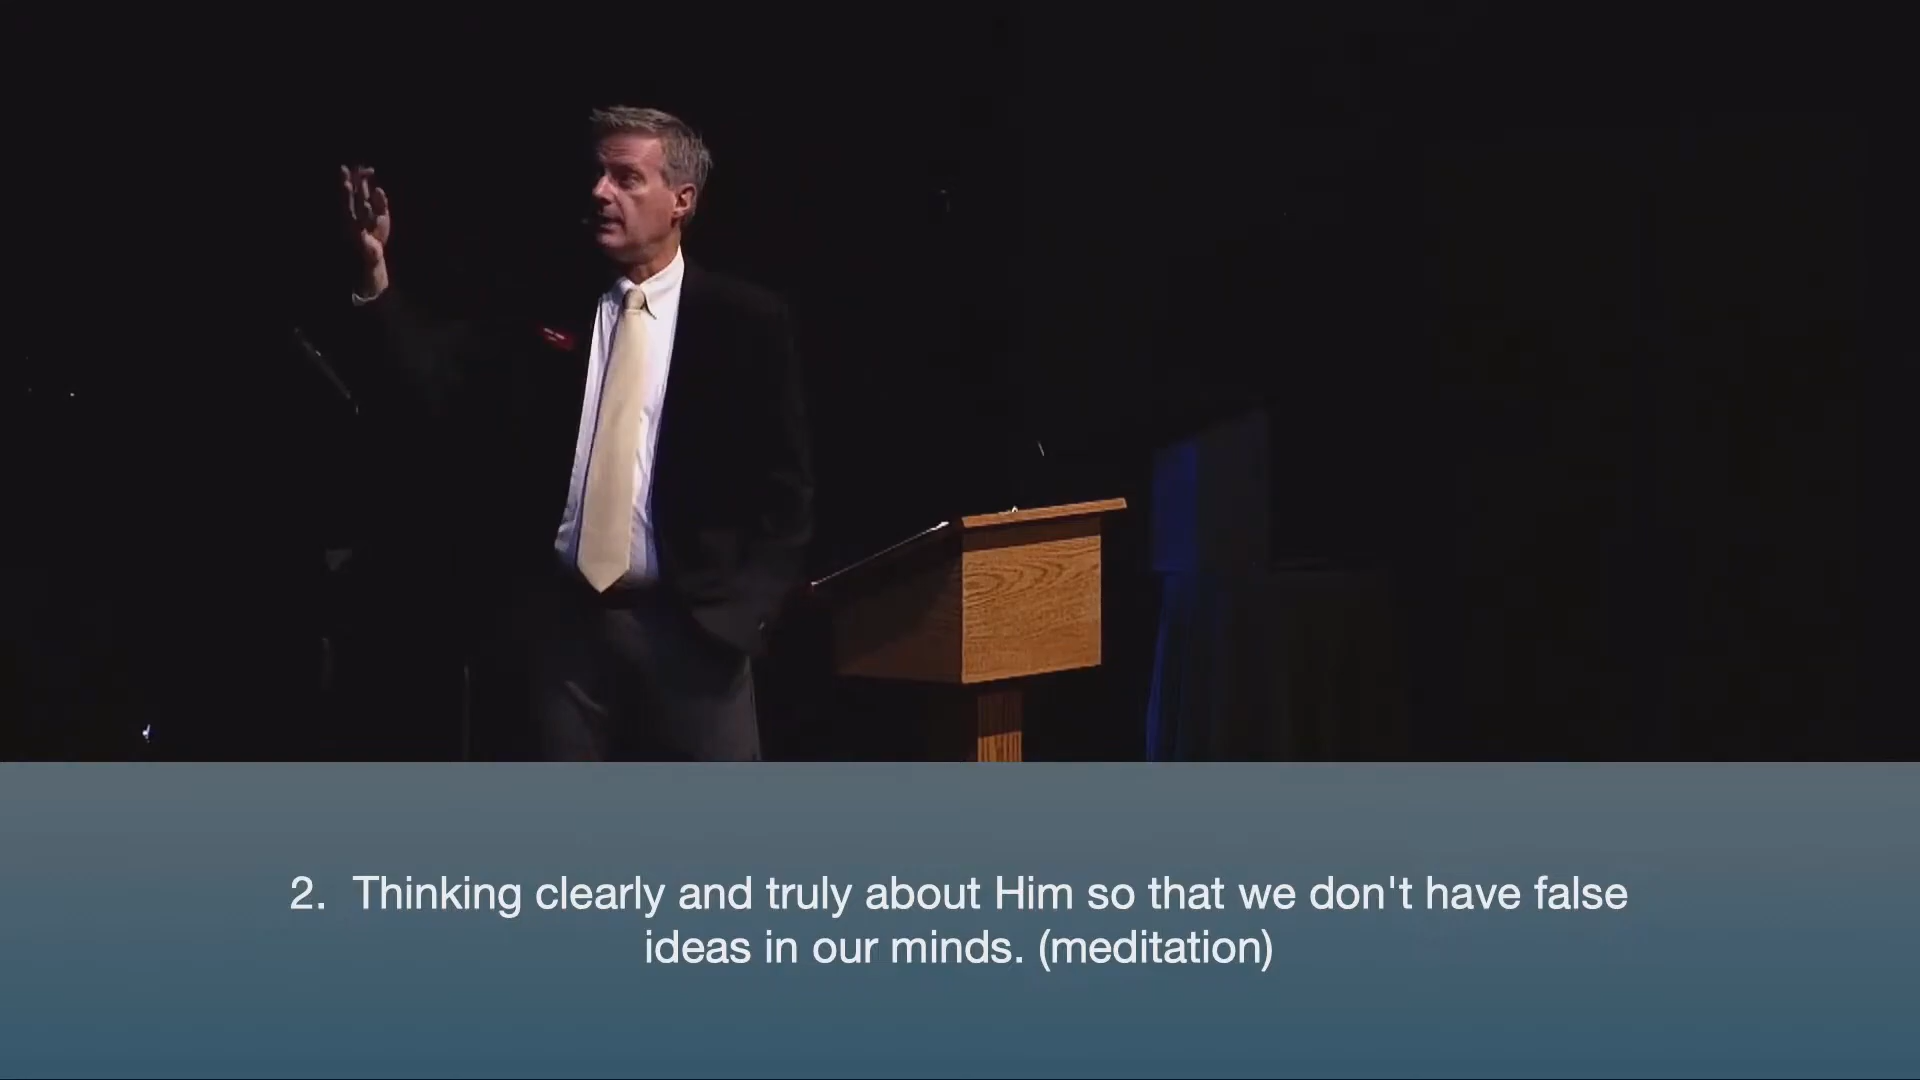 2.  Thinking clearly and truly about Him so that we don't have false
ideas in our minds. (meditation)